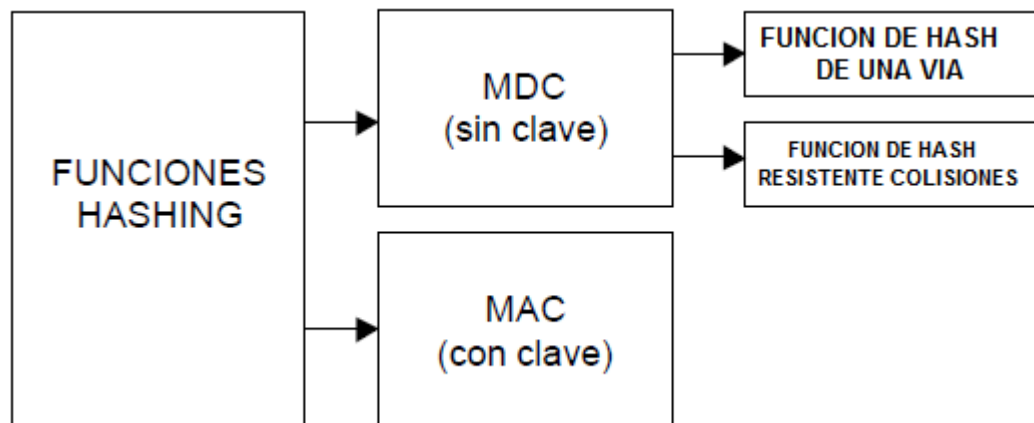 FUNCIONES
HASHING
MDC
(sin clave)
MAC
(con clave)
FUNCION DE HASH
DE UNA VIA
FUNCION DE HASH
RESISTENTE COLISIONES